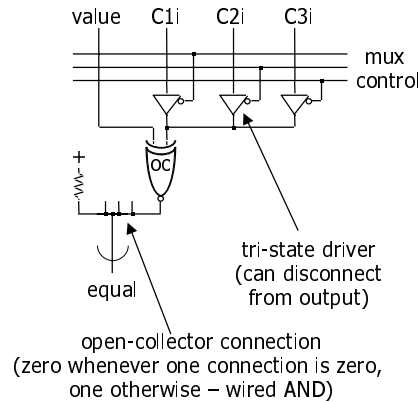 value C1i C2i C3i
mux
control
OC
+
tri-state driver
(can disconnect
from output)
equal
open-collector connection
(zero whenever one connection is zero,
one otherwise – wired AND)